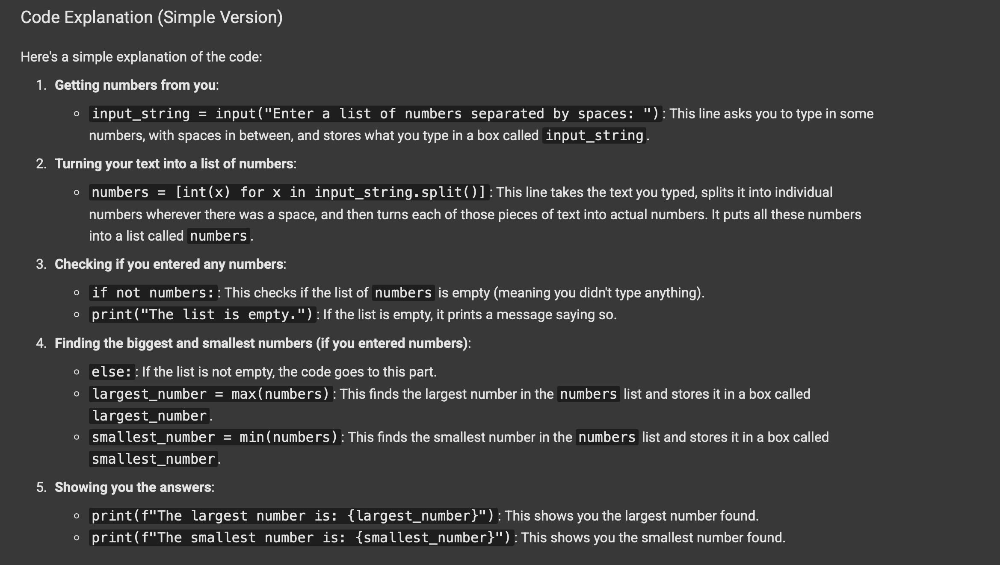 Code Explanation (Simple Version)
Here's a simple explanation of the code:
1. Getting numbers from you:
input_string = input("Enter a list of numbers separated by spaces: "): This line asks you to type in some
numbers, with spaces in between, and stores what you type in a box called input_string.
2. Turning your text into a list of numbers:
numbers = [int(x) for x in input_string.split()]: This line takes the text you typed, splits it into individual
numbers wherever there was a space, and then turns each of those pieces of text into actual numbers. It puts all these numbers
into a list called numbers.
3. Checking if you entered any numbers:
if not numbers:: This checks if the list of numbers is empty (meaning you didn't type anything).
print("The list is empty."): If the list is empty, it prints a message saying so.
4. Finding the biggest and smallest numbers (if you entered numbers):
else:: If the list is not empty, the code goes to this part.
largest_number = max(numbers): This finds the largest number in the numbers list and stores it in a box called
largest_number.
smallest_number = min(numbers): This finds the smallest number in the numbers list and stores it in a box called
smallest_number.
5. Showing you the answers:
print(f"The largest number is: {largest_number}"): This shows you the largest number found.
print(f"The smallest number is: {smallest_number}"): This shows you the smallest number found.